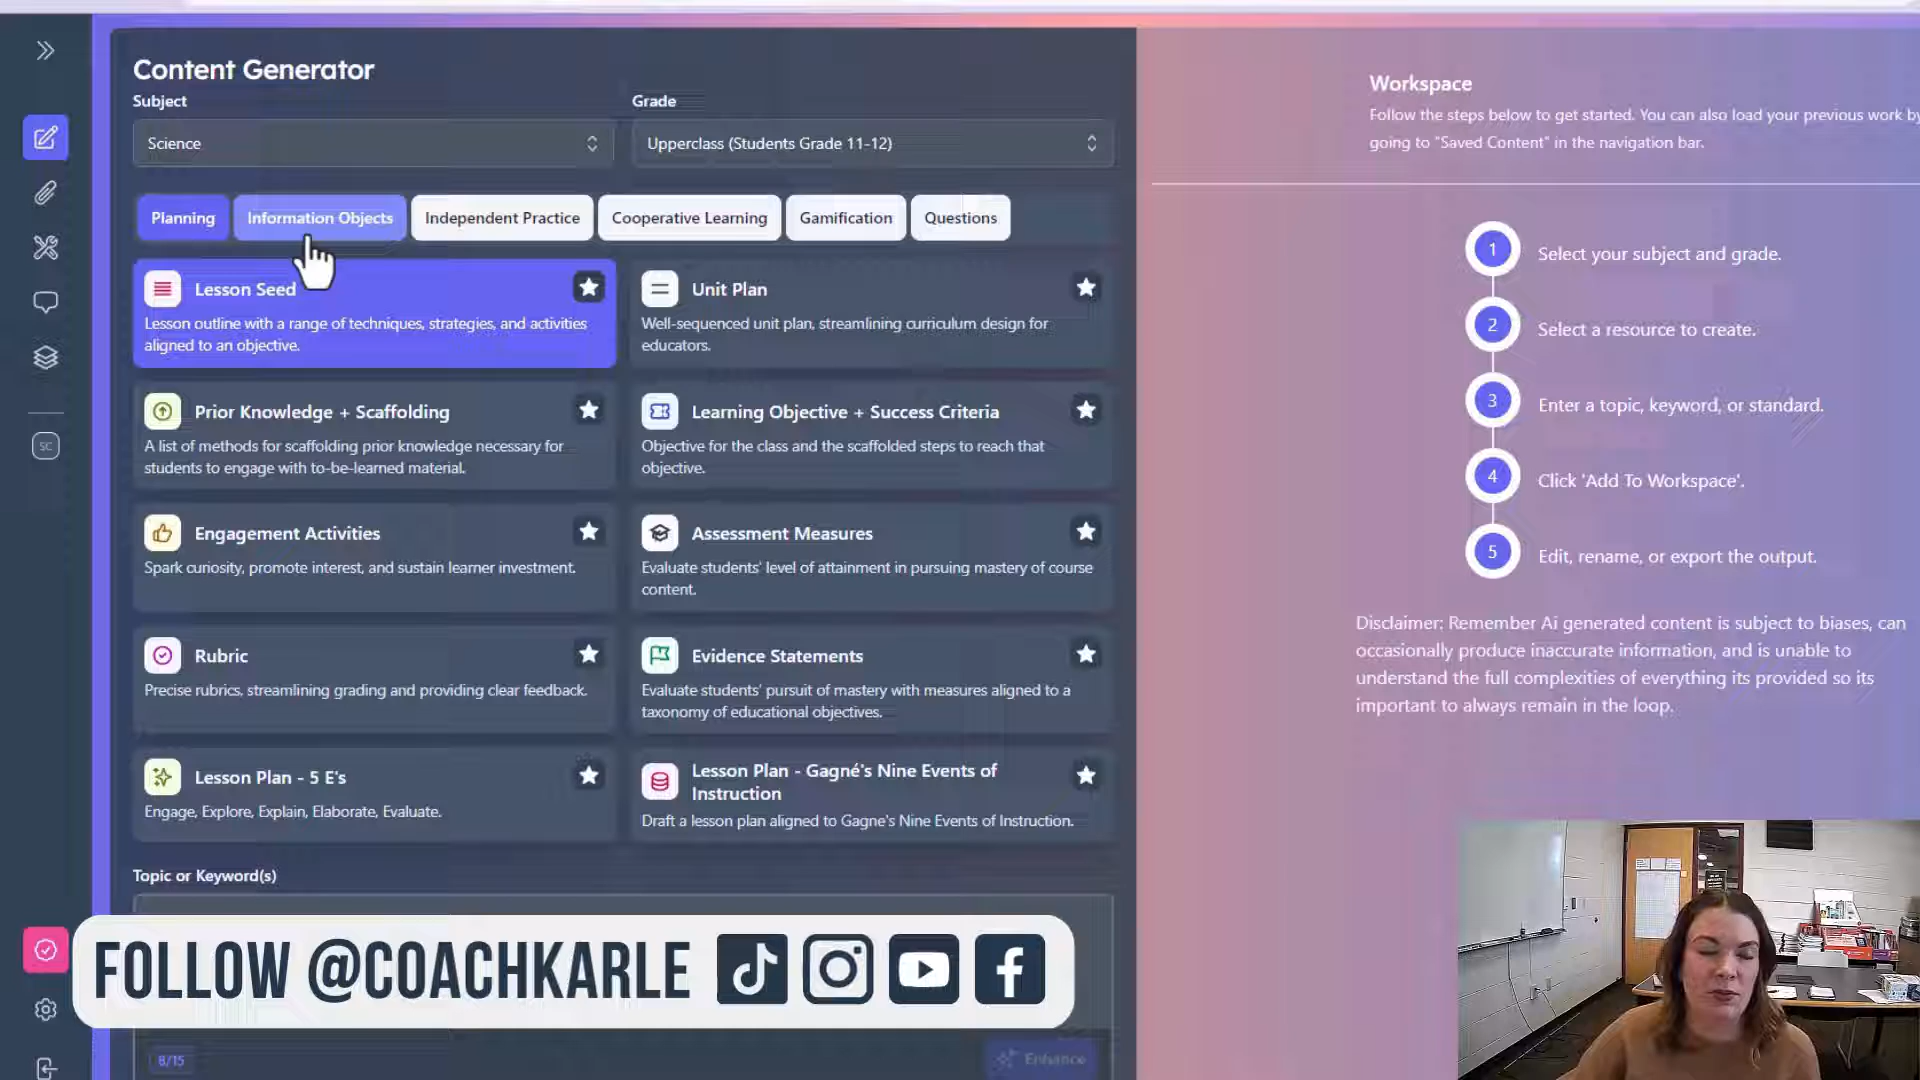 Content Generator
Subject
Grade
Science
Upperclass (Students Grade 11-12)
Planning
Information Objects
Independent Practice
Cooperative Learning
Gamification
Questions
Lesson Seed
Lesson outline with a range of techniques, strategies, and activities
aligned to an objective.
Unit Plan
Well-sequenced unit plan, streamlining curriculum design for
educators.
Prior Knowledge + Scaffolding
A list of methods for scaffolding prior knowledge necessary for
students to engage with to-be-learned material.
Learning Objective + Success Criteria
Objective for the class and the scaffolded steps to reach that
objective.
Engagement Activities
Spark curiosity, promote interest, and sustain learner investment.
Assessment Measures
Evaluate students' level of attainment in pursuing mastery of course
content.
Rubric
Precise rubrics, streamlining grading and providing clear feedback.
Evidence Statements
Evaluate students' pursuit of mastery with measures aligned to a
taxonomy of educational objectives.
Lesson Plan - 5 E's
Engage, Explore, Explain, Elaborate, Evaluate.
Lesson Plan - Gagné's Nine Events of
Instruction
Draft a lesson plan aligned to Gagne's Nine Events of Instruction.
Topic or Keyword(s)
8/15
Enhance
SC
FOLLOW @COACHKARLE
Workspace
Follow the steps below to get started. You can also load your previous work by
going to "Saved Content" in the navigation bar.
1 Select your subject and grade.
2 Select a resource to create.
3 Enter a topic, keyword, or standard.
4 Click 'Add To Workspace'.
5 Edit, rename, or export the output.
Disclaimer: Remember Ai generated content is subject to biases, can
occasionally produce inaccurate information, and is unable to
understand the full complexities of everything its provided so its
important to always remain in the loop.